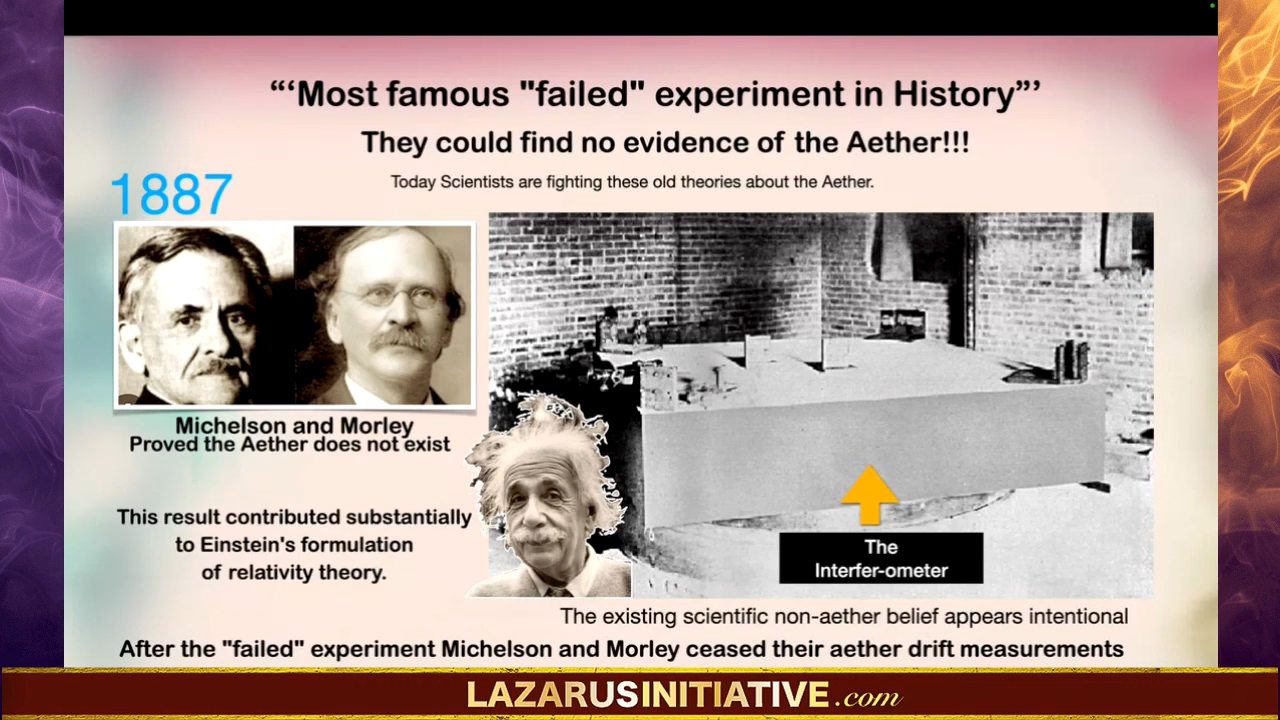 “‘Most famous "failed" experiment in History”’
They could find no evidence of the Aether!!!
Today Scientists are fighting these old theories about the Aether.
1887
Michelson and Morley
Proved the Aether does not exist
This result contributed substantially
to Einstein's formulation
of relativity theory.
The
Interfer-ometer
The existing scientific non-aether belief appears intentional
After the "failed" experiment Michelson and Morley ceased their aether drift measurements
LAZARUSINITIATIVE.com